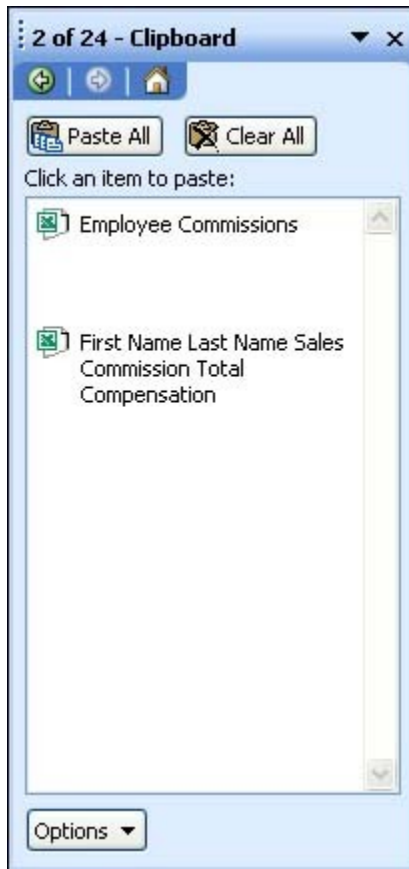 2 of 24 - Clipboard
Paste All
Clear All
Click an item to paste:
Employee Commissions
First Name Last Name Sales
Commission Total
Compensation
Options